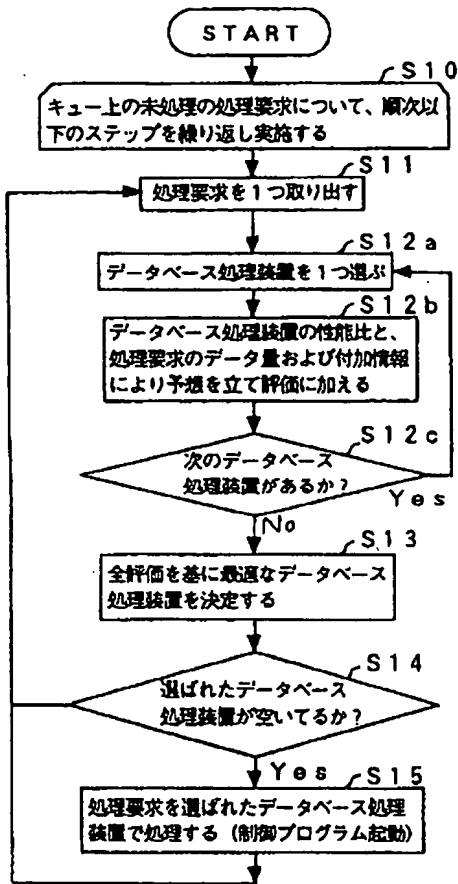 START
S10
キュー上の未処理の処理要求について、順次以
下のステップを繰り返し実施する
S11
処理要求を1つ取り出す
S12a
データベース処理装置を1つ選ぶ
S12b
データベース処理装置の性能比と、
処理要求のデータ量および付加情報
により予想を立て評価に加える
S12c
次のデータベース
処理装置があるか?
Yes
No
S13
全評価を基に最適なデータベース
処理装置を決定する
S14
選ばれたデータベース
処理装置が空いてるか?
Yes
S15
処理要求を選ばれたデータベース処理
装置で処理する(制御プログラム起動)